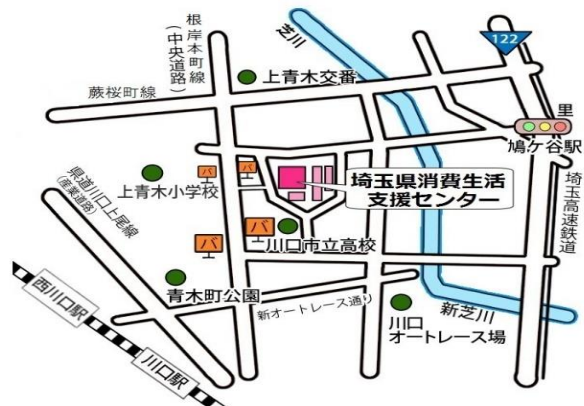 根岸本町線
(中央道路)
芝川
122
上青木交番
蕨桜町線
里
鳩ケ谷駅
バ
バ
上青木小学校
埼玉県消費生活
支援センター
埼玉高速鉄道
県道川口上尾線
(産業道路)
バ
バ
川口市立高校
青木町公園
新オートレース通り
新芝川
川口
オートレース場
西川口駅
川口駅